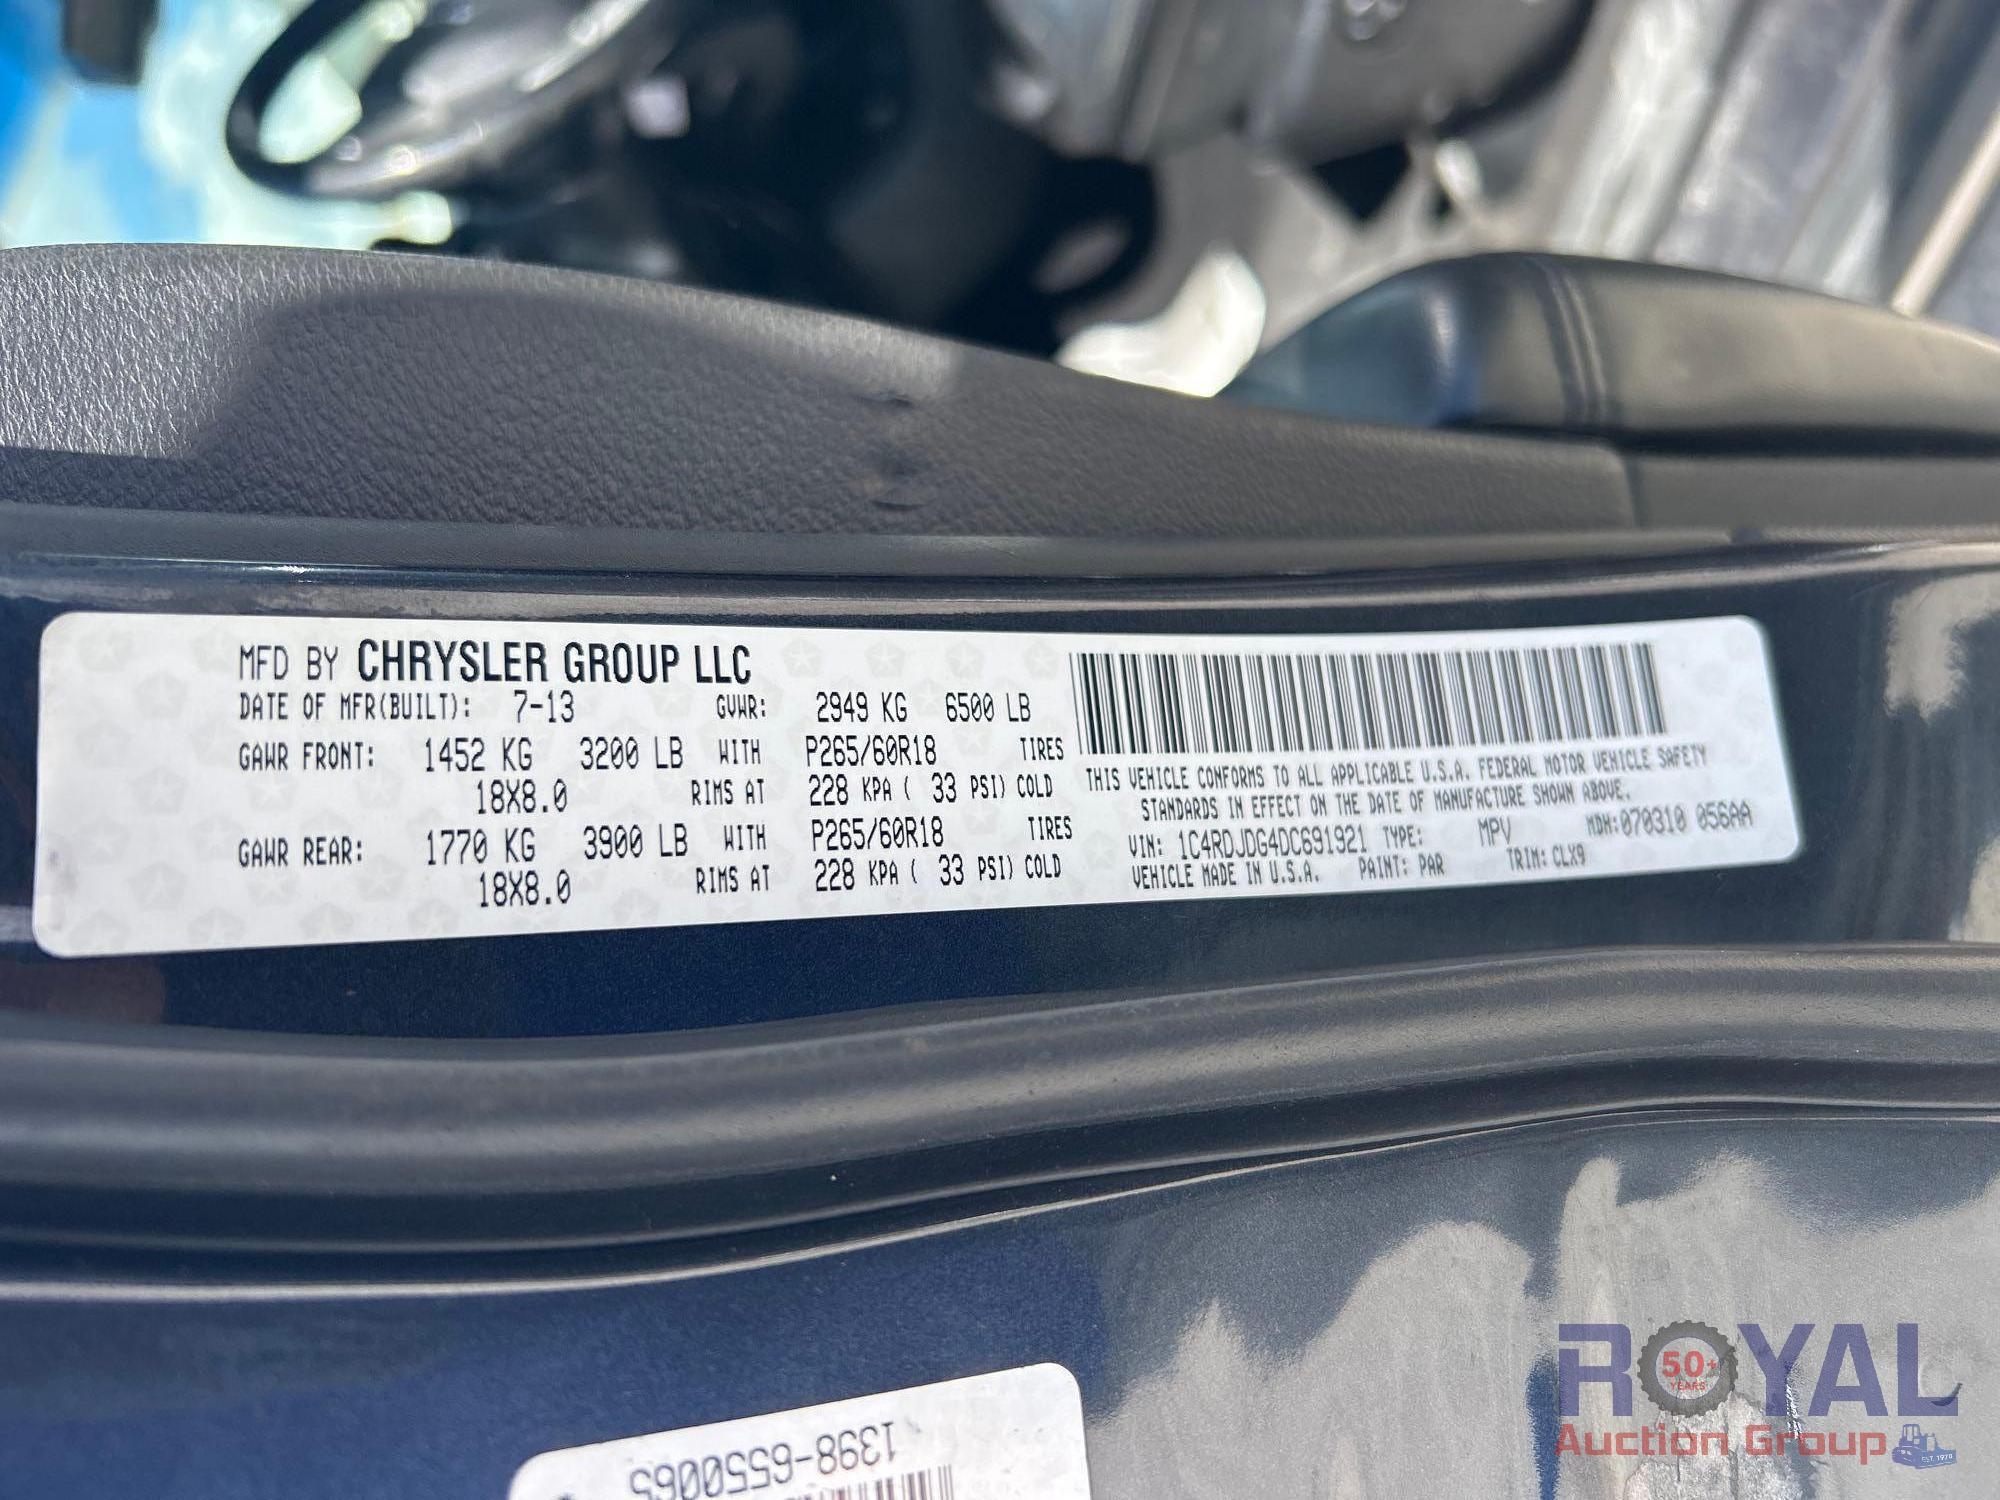 MFD BY CHRYSLER GROUP LLC
DATE OF MFR(BUILT): 7-13 GVWR: 2949 KG 6500 LB
GAWR FRONT: 1452 KG 3200 LB WITH P265/60R18 TIRES
18X8.0 RIMS AT 228 KPA ( 33 PSI) COLD
GAWR REAR: 1770 KG 3900 LB WITH P265/60R18 TIRES
18X8.0 RIMS AT 228 KPA ( 33 PSI) COLD
THIS VEHICLE CONFORMS TO ALL APPLICABLE U.S.A. FEDERAL MOTOR VEHICLE SAFETY
STANDARDS IN EFFECT ON THE DATE OF MANUFACTURE SHOWN ABOVE.
VIN: 1C4RDJDG4DC691921 TYPE: MPV MDH:070310 056AA
VEHICLE MADE IN U.S.A. PAINT: PAR TRIM: CLX9
1398-6550065
ROYAL
50+
YEARS
Auction Group
EST. 1970